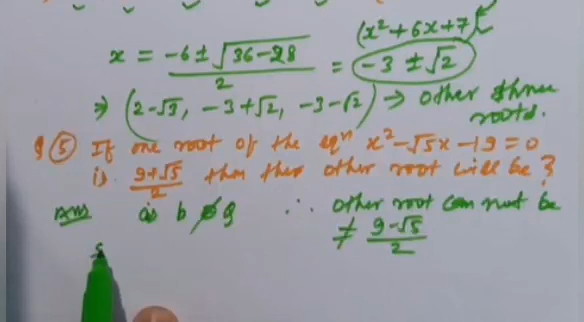 (x²+6x+7)
x = (-6 ± √(36-28))/2 = -3 ± √2
⇒ (2-√3, -3+√2, -3-√2) → other three roots.
Q (5) If one root of the eqⁿ x²-√5x-19=0
is (9+√5)/2 then the other root will be?
Ans ∴ other root can not be
≠ (9-√5)/2